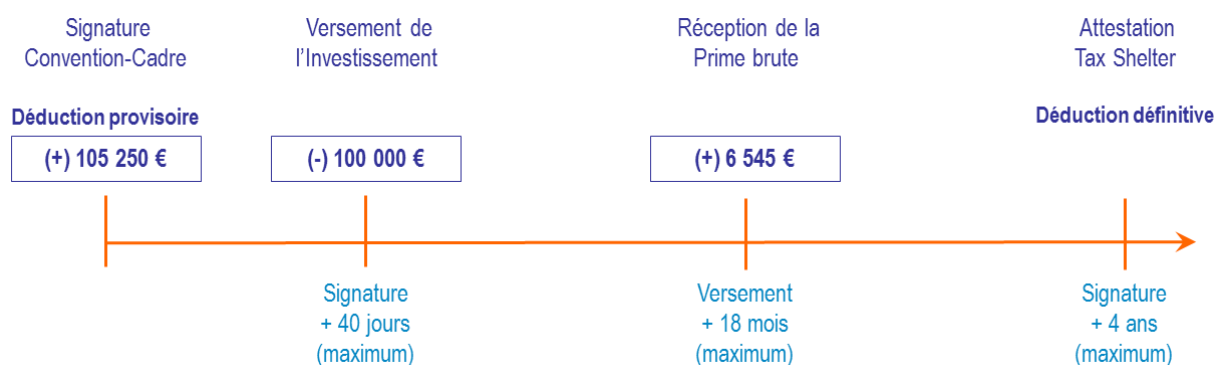 Signature
Convention-Cadre
Versement de
l'Investissement
Réception de la
Prime brute
Attestation
Tax Shelter
Déduction provisoire
Déduction définitive
(+) 105 250 €
(-) 100 000 €
(+) 6 545 €
Signature
+ 40 jours
(maximum)
Versement
+ 18 mois
(maximum)
Signature
+ 4 ans
(maximum)